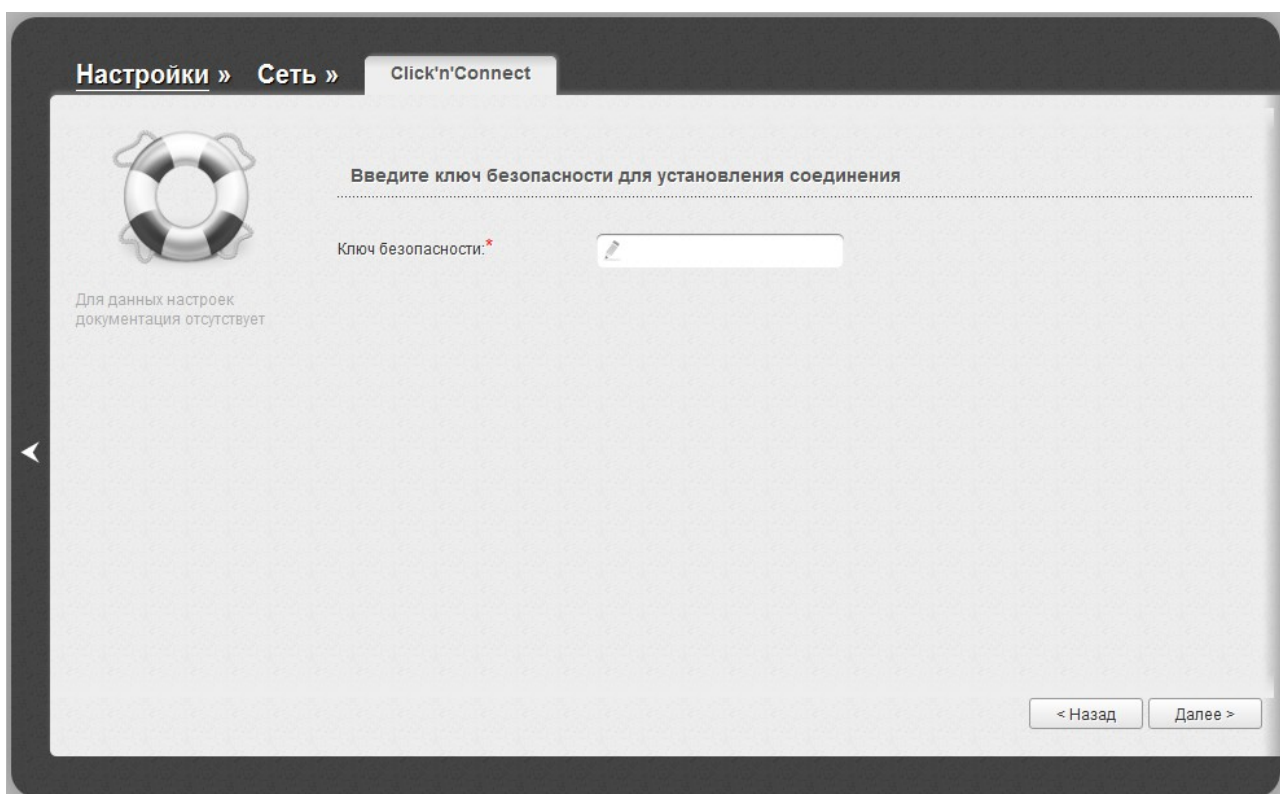 Настройки » Сеть » Click'n'Connect
Введите ключ безопасности для установления соединения
Ключ безопасности:*
Для данных настроек
документация отсутствует
< Назад Далее >